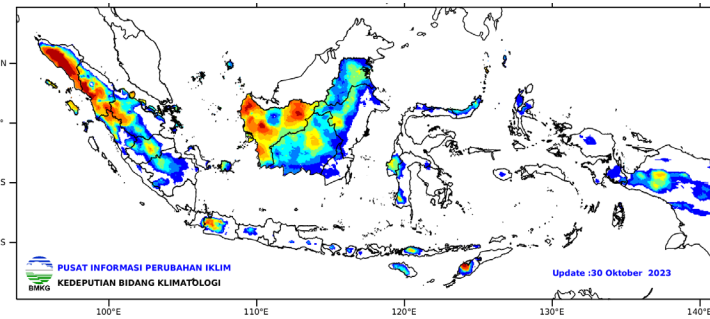 N
°
S
S
PUSAT INFORMASI PERUBAHAN IKLIM
KEDEPUTIAN BIDANG KLIMATOLOGI
BMKG
Update :30 Oktober 2023
100°E
110°E
120°E
130°E
140°E